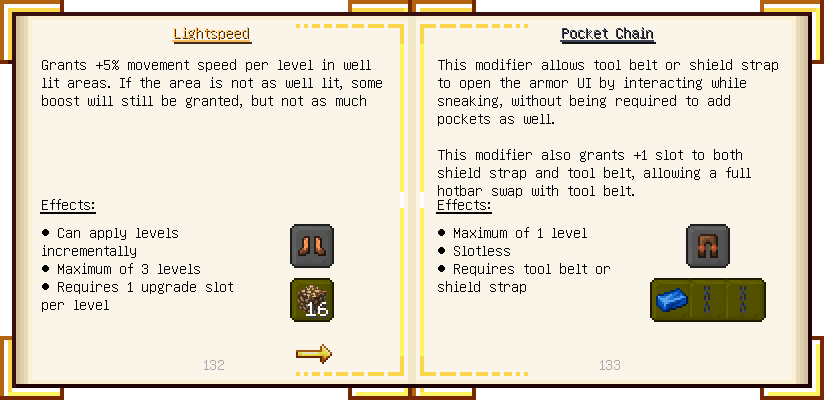 Lightspeed
Grants +5% movement speed per level in well
lit areas. If the area is not as well lit, some
boost will still be granted, but not as much
Effects:
● Can apply levels
incrementally
● Maximum of 3 levels
● Requires 1 upgrade slot
per level
16
132
Pocket Chain
This modifier allows tool belt or shield strap
to open the armor UI by interacting while
sneaking, without being required to add
pockets as well.
This modifier also grants +1 slot to both
shield strap and tool belt, allowing a full
hotbar swap with tool belt.
Effects:
● Maximum of 1 level
● Slotless
● Requires tool belt or
shield strap
133